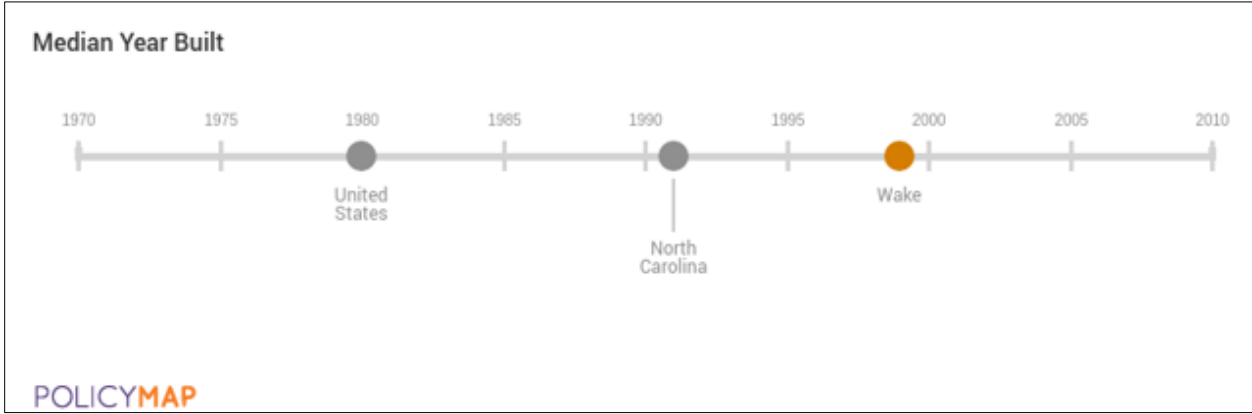 Median Year Built
1970 1975 1980 1985 1990 1995 2000 2005 2010
United
States
North
Carolina
Wake
POLICYMAP